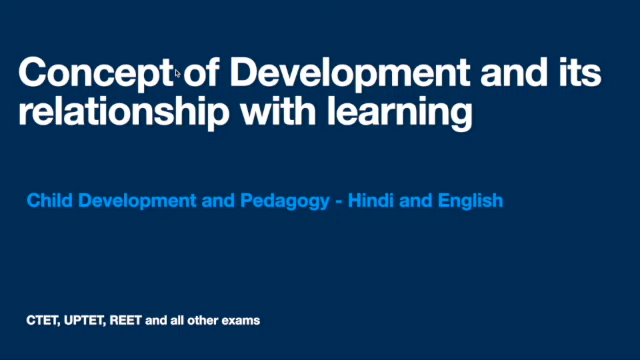 Concept of Development and its
relationship with learning
Child Development and Pedagogy - Hindi and English
CTET, UPTET, REET and all other exams